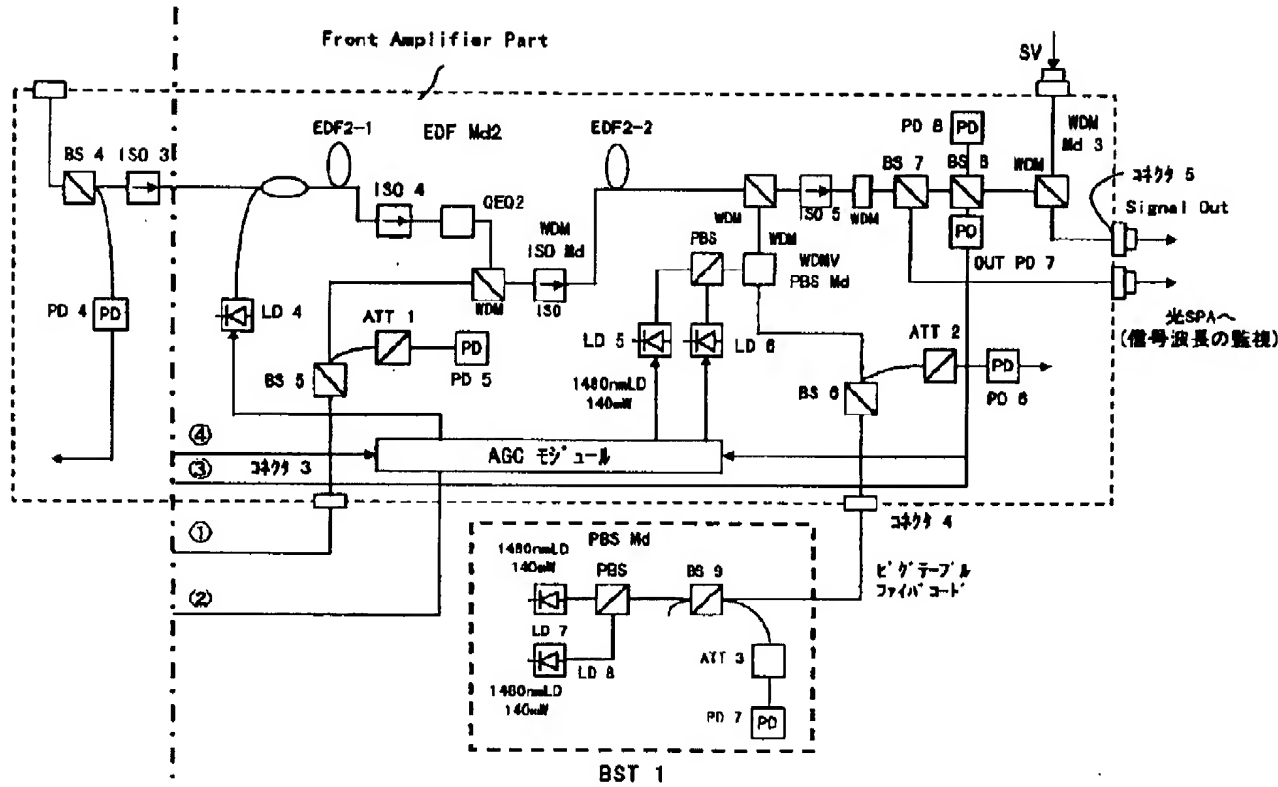 Front Amplifier Part
SV
EDF2-1
EDF Md2
EDF2-2
PD 8
PD
WDM
Md 3
BS 4
ISO 3
ISO 4
QEQ2
BS 7
BS 8
WDM
コネクタ 5
Signal Out
WDM
ISO Md
WDM
ISO 5
WDM
PD
OUT PD 7
PBS
WDM
WDMV
PBS Md
WDM
ISO
PD 4
PD
LD 4
ATT 1
PD
PD 5
LD 5
LD 6
ATT 2
光SPAへ
(信号波長の監視)
BS 5
1480nmLD
140mW
BS 6
PD
PD 6
④
③
コネクタ 3
AGC モジュール
①
コネクタ 4
②
PBS Md
1480nmLD
140mW
PBS
BS 9
ピグテーブル
ファイバコード
LD 7
LD 8
ATT 3
1480nmLD
140mW
PD 7
PD
BST 1